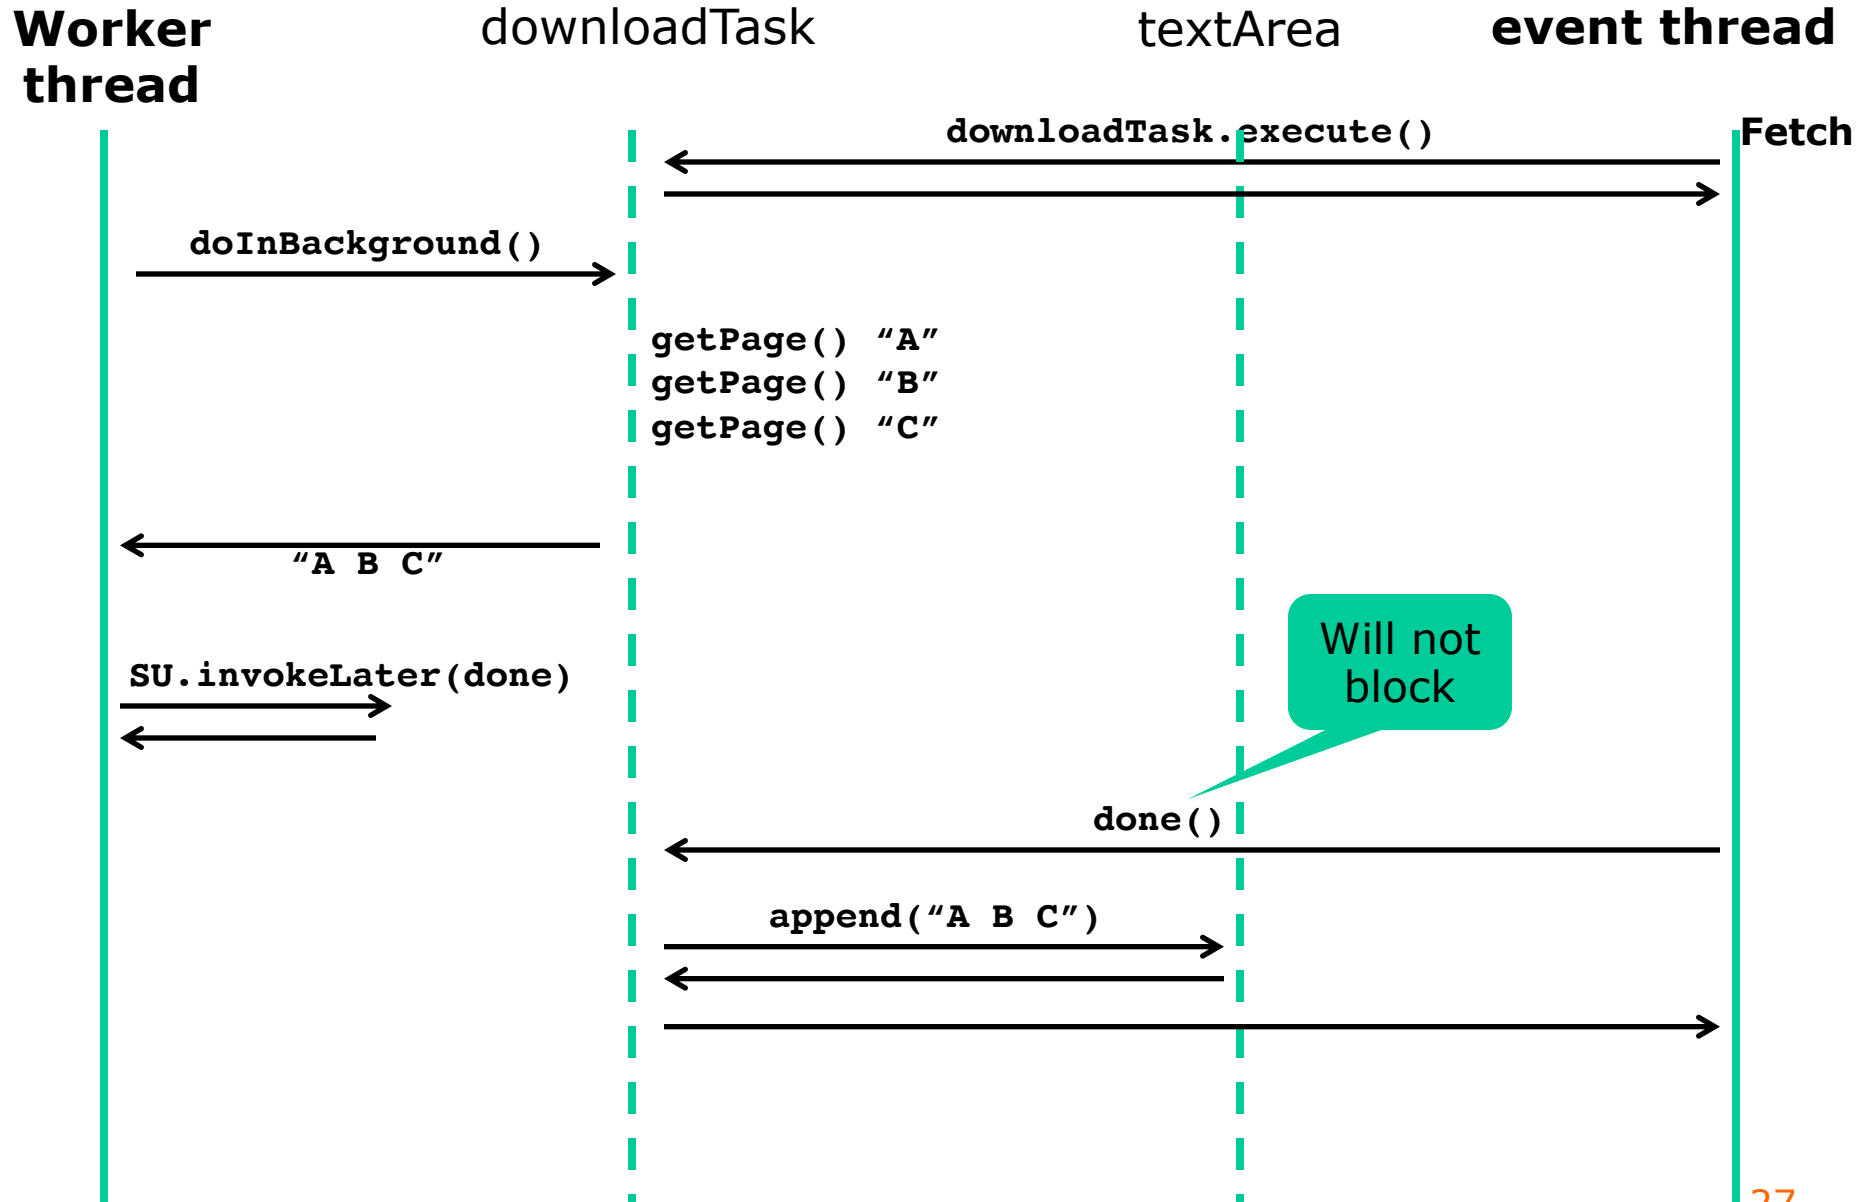 Worker
thread
downloadTask
textArea
event thread
downloadTask.execute()
Fetch
doInBackground()
getPage() “A”
getPage() “B”
getPage() “C”
“A B C”
SU.invokeLater(done)
Will not
block
done()
append(“A B C”)
27